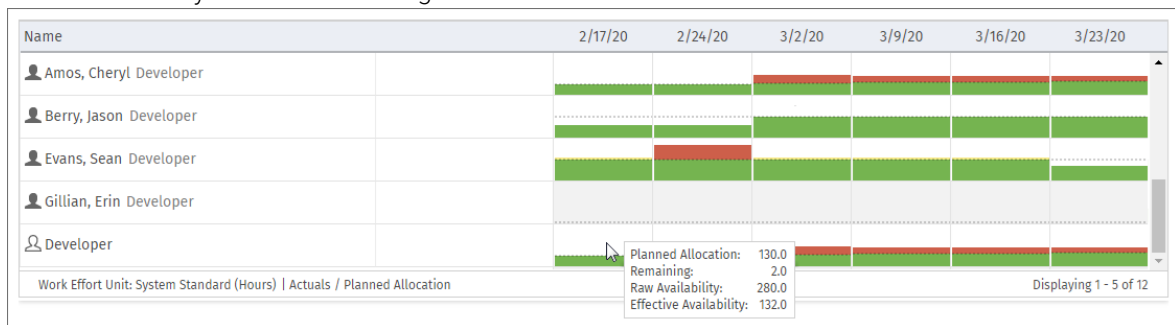 Name 2/17/20 2/24/20 3/2/20 3/9/20 3/16/20 3/23/20
Amos, Cheryl Developer
Berry, Jason Developer
Evans, Sean Developer
Gillian, Erin Developer
Developer
Planned Allocation: 130.0
Remaining: 2.0
Raw Availability: 280.0
Effective Availability: 132.0
Work Effort Unit: System Standard (Hours) | Actuals / Planned Allocation Displaying 1 - 5 of 12